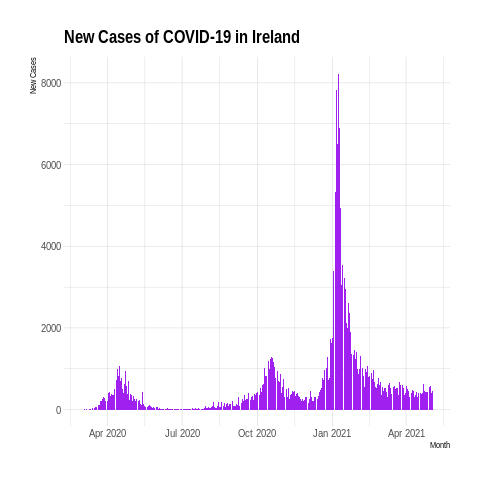 New Cases of COVID-19 in Ireland
New Cases
8000
6000
4000
2000
0
Apr 2020 Jul 2020 Oct 2020 Jan 2021 Apr 2021
Month